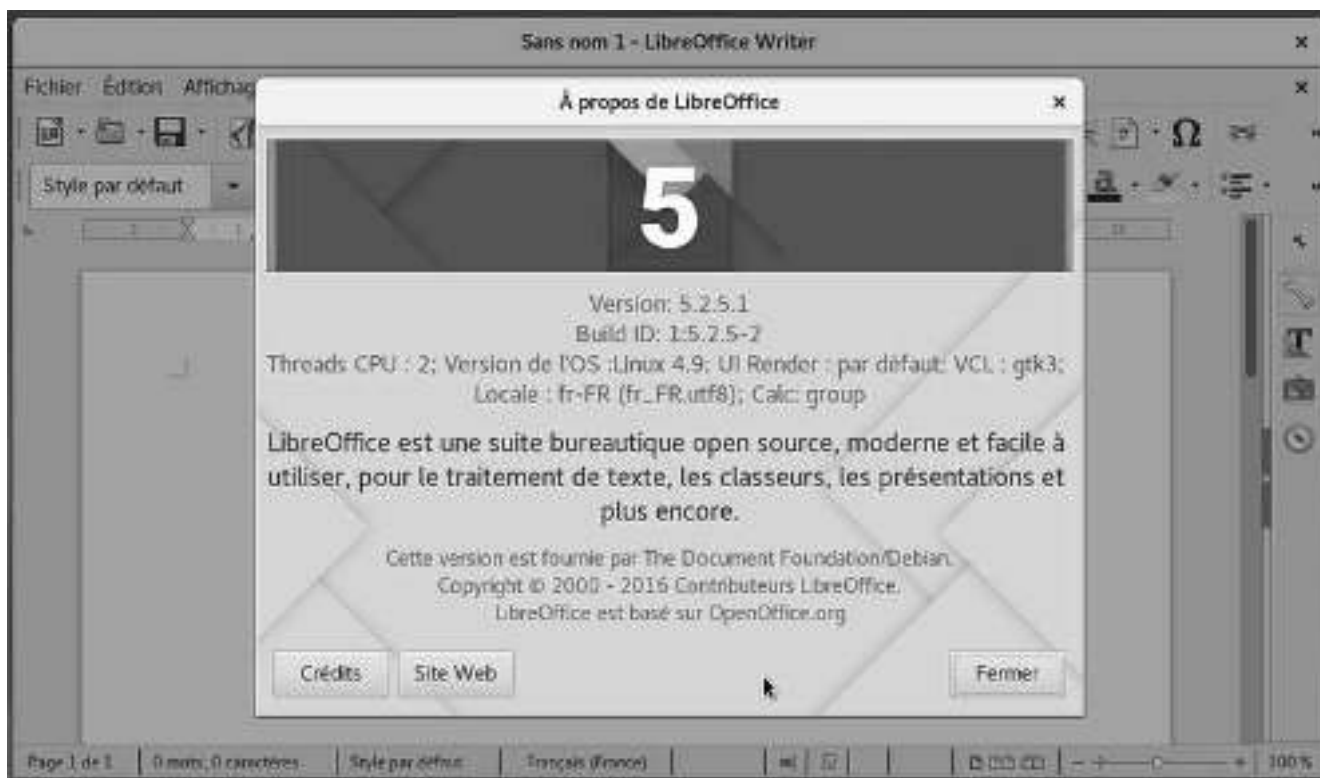 Sans nom 1 - LibreOffice Writer
Fichier Édition Affichag
À propos de LibreOffice
Style par défaut
5
Version: 5.2.5.1
Build ID: 1:5.2.5-2
Threads CPU : 2; Version de l'OS :Linux 4.9; UI Render : par défaut; VCL : gtk3;
Locale : fr-FR (fr_FR.utf8); Calc: group
LibreOffice est une suite bureautique open source, moderne et facile à
utiliser, pour le traitement de texte, les classeurs, les présentations et
plus encore.
Cette version est fournie par The Document Foundation/Debian.
Copyright © 2000 - 2016 Contributeurs LibreOffice.
LibreOffice est basé sur OpenOffice.org
Crédits Site Web Fermer
Page 1 de 1 0 mots, 0 caractères Style par défaut Français (France) 100 %